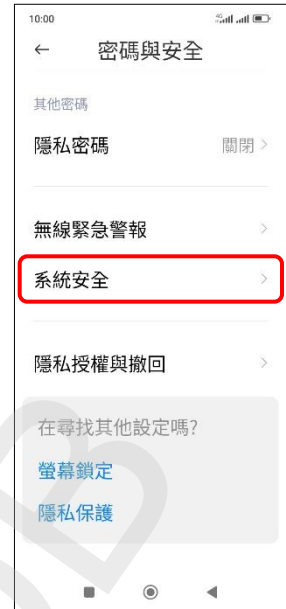 10:00
密碼與安全
其他密碼
隱私密碼
關閉
無線緊急警報
系統安全
隱私授權與撤回
在尋找其他設定嗎?
螢幕鎖定
隱私保護